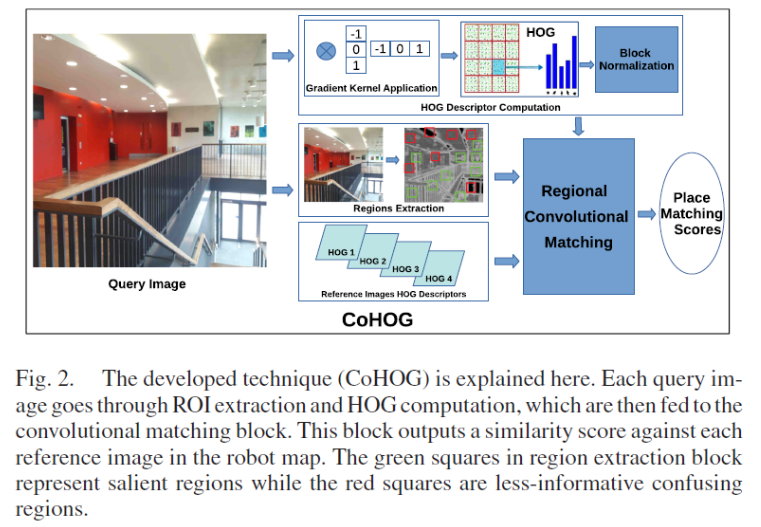 -1
0
1
-1 0 1
Gradient Kernel Application
HOG
Block
Normalization
HOG Descriptor Computation
Regions Extraction
HOG 1
HOG 2
HOG 3
HOG 4
Reference Images HOG Descriptors
Regional
Convolutional
Matching
Place
Matching
Scores
Query Image
CoHOG
Fig. 2. The developed technique (CoHOG) is explained here. Each query im-
age goes through ROI extraction and HOG computation, which are then fed to the
convolutional matching block. This block outputs a similarity score against each
reference image in the robot map. The green squares in region extraction block
represent salient regions while the red squares are less-informative confusing
regions.